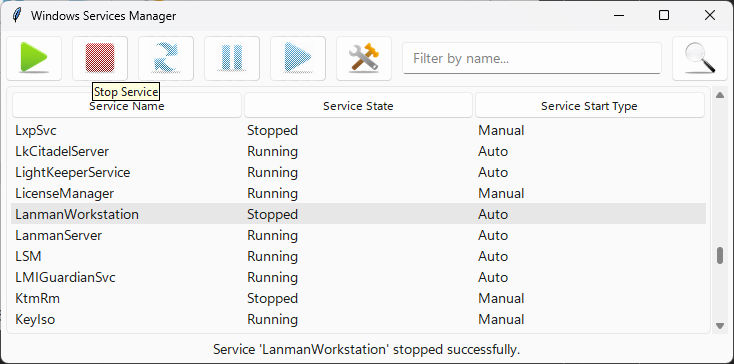 Windows Services Manager
Filter by name...
Stop Service
Service Name Service State Service Start Type
LxpSvc Stopped Manual
LkCitadelServer Running Auto
LightKeeperService Running Auto
LicenseManager Running Manual
LanmanWorkstation Stopped Auto
LanmanServer Running Auto
LSM Running Auto
LMIGuardianSvc Running Auto
KtmRm Stopped Manual
KeyIso Running Manual
Service 'LanmanWorkstation' stopped successfully.